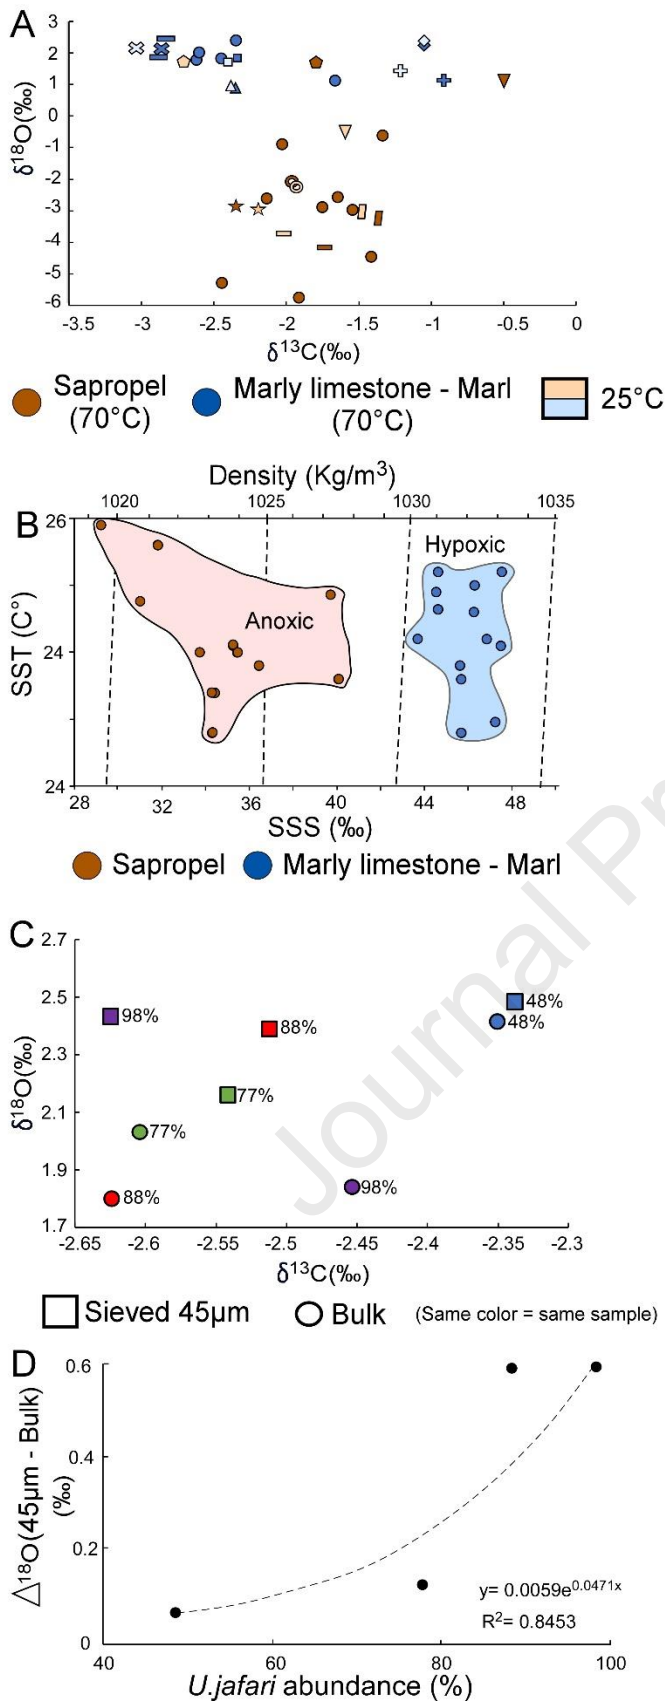 A
δ18O(‰)
3
2
1
0
-1
-2
-3
-4
-5
-6
-3.5 -3 -2.5 -2 -1.5 -1 -0.5 0
δ13C(‰)
Sapropel Marly limestone - Marl 25°C
(70°C) (70°C)
Density (Kg/m3)
1020 1025 1030 1035
B
26
SST (C°)
24
24
Anoxic
Hypoxic
28 32 36 40 44 48
SSS (‰)
Sapropel Marly limestone - Marl
C
δ18O(‰)
2.7
2.5
2.3
2.1
1.9
1.7
98%
88%
48%
48%
77%
77%
88%
98%
-2.65 -2.6 -2.55 -2.5 -2.45 -2.4 -2.35 -2.3
δ13C(‰)
Sieved 45µm Bulk (Same color = same sample)
D
△18O(45µm - Bulk)
(‰)
0.6
0.4
0.2
0
y= 0.0059e0.0471x
R2= 0.8453
40 60 80 100
U.jafari abundance (%)
Journal Pr